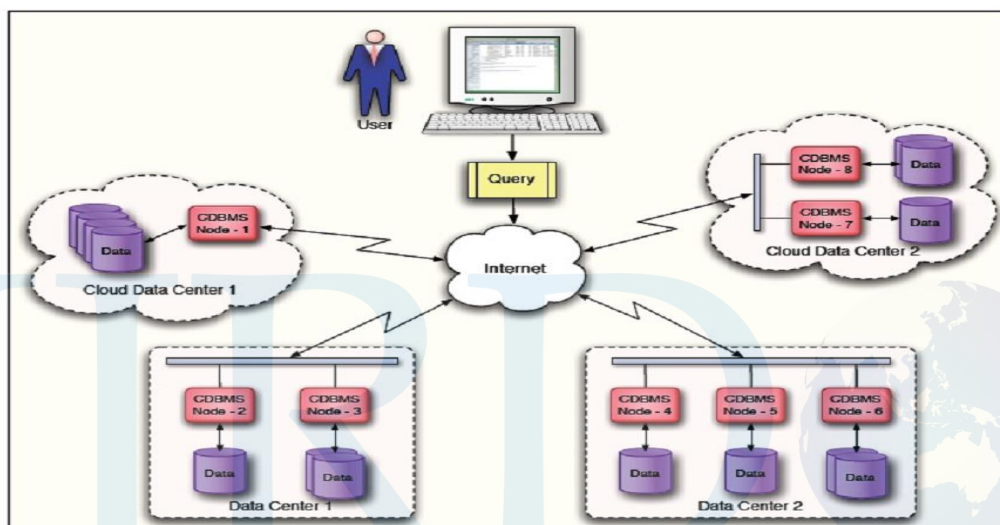 User
Query
Internet
CDBMS
Node - 1
Data
Cloud Data Center 1
CDBMS
Node - 8
Data
CDBMS
Node - 7
Data
Cloud Data Center 2
CDBMS
Node - 2
CDBMS
Node - 3
Data
Data
Data Center 1
CDBMS
Node - 4
CDBMS
Node - 5
CDBMS
Node - 6
Data
Data
Data
Data Center 2